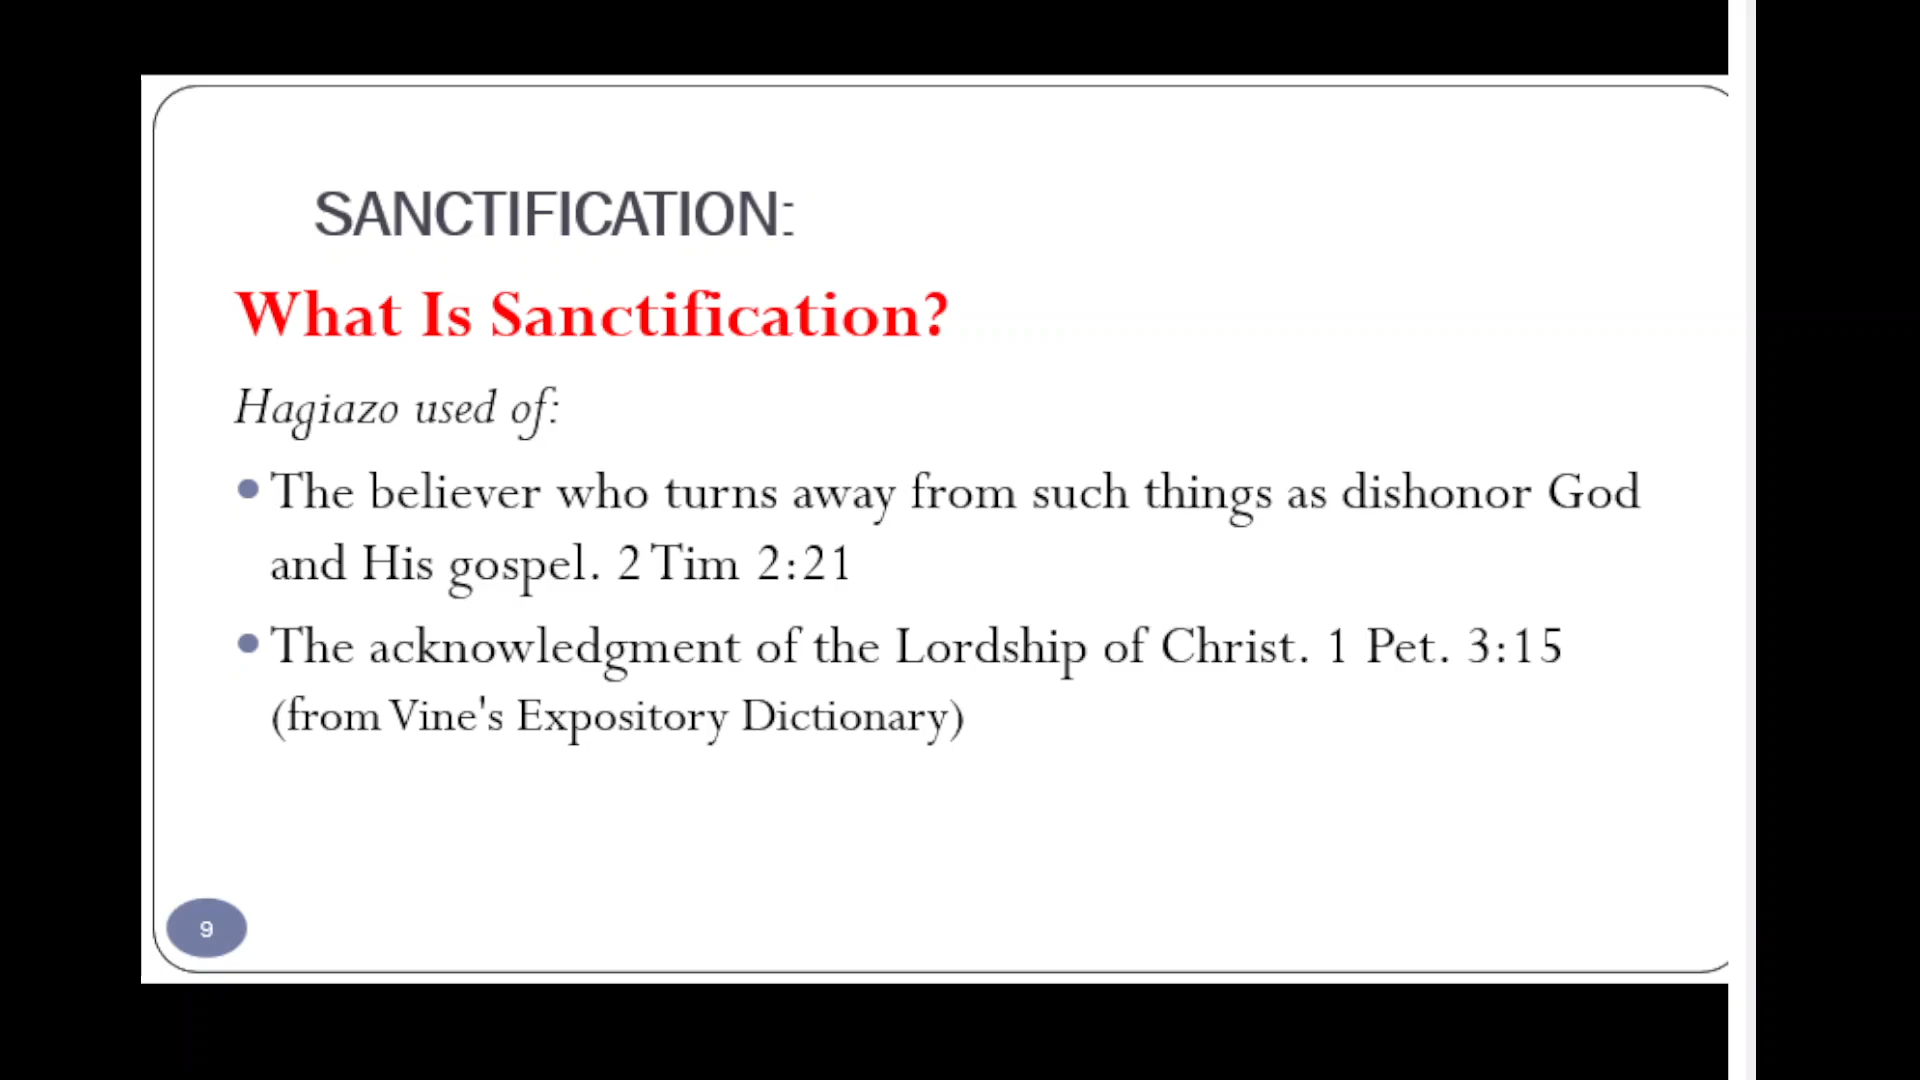 SANCTIFICATION:
What Is Sanctification?
Hagiazo used of:
• The believer who turns away from such things as dishonor God
and His gospel. 2 Tim 2:21
• The acknowledgment of the Lordship of Christ. 1 Pet. 3:15
(from Vine's Expository Dictionary)
9